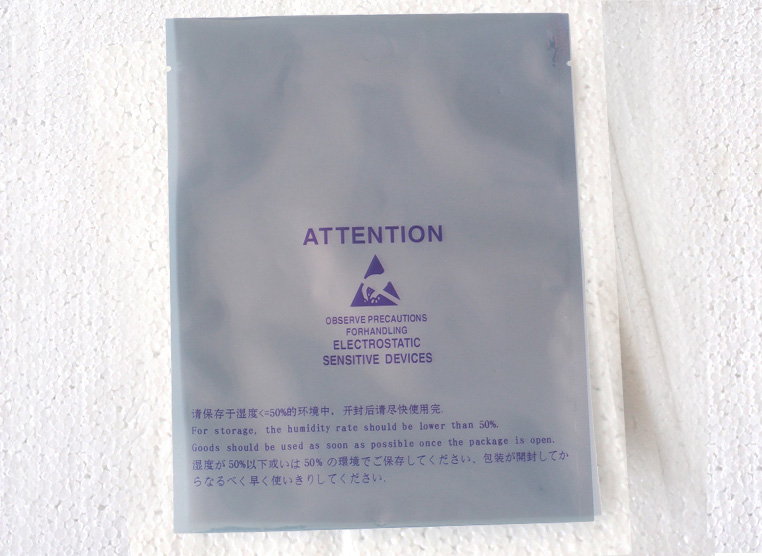 ATTENTION
OBSERVE PRECAUTIONS
FORHANDLING
ELECTROSTATIC
SENSITIVE DEVICES
请保存于湿度<=50%的环境中，开封后请尽快使用完.
For storage, the humidity rate should be lower than 50%.
Goods should be used as soon as possible once the package is open.
湿度が50%以下或いは50% の環境でご保存してください、包装が開封してか
らなるべく早く使いきりしてください.